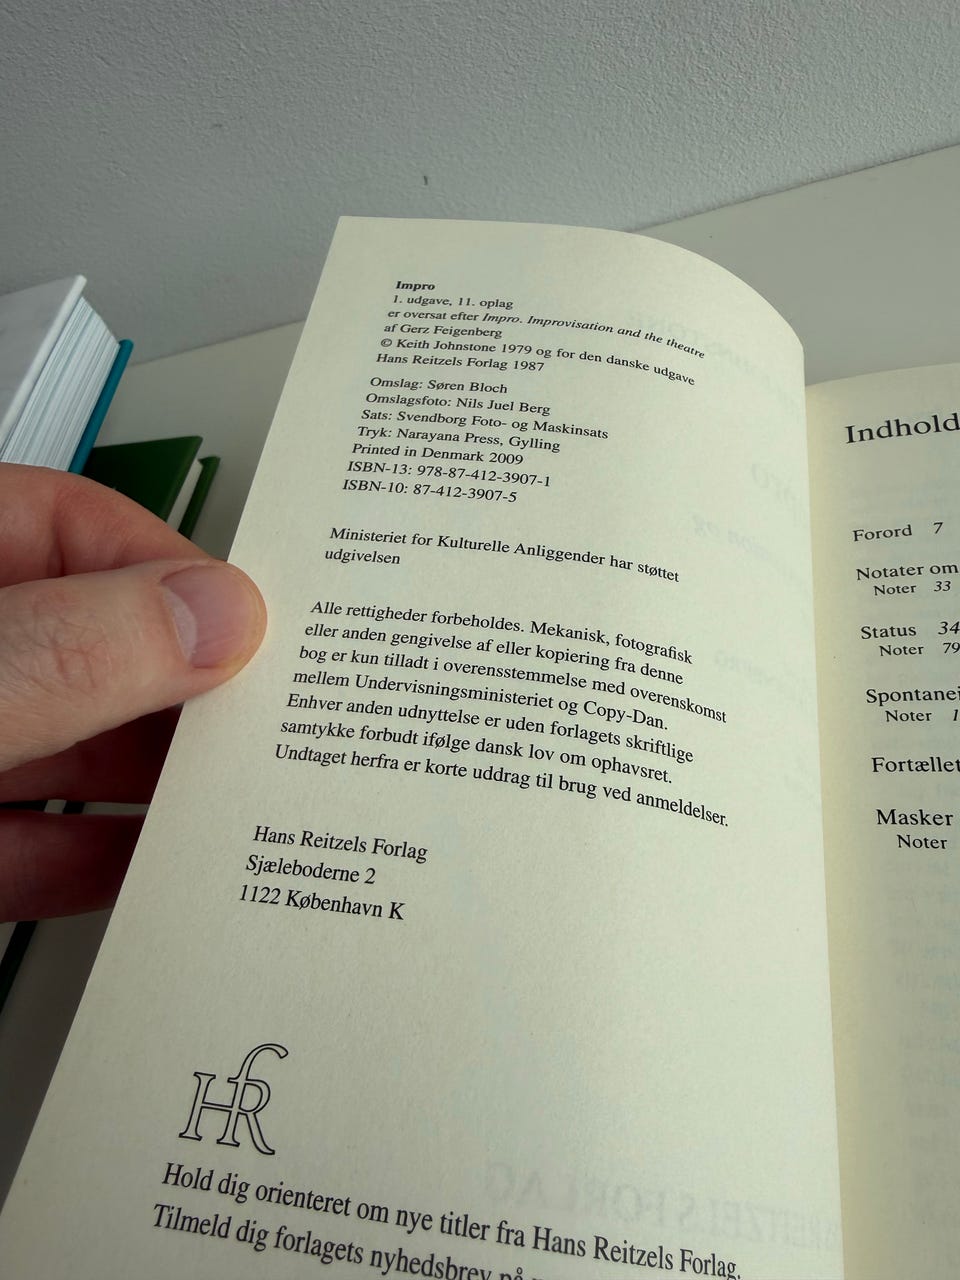 Impro
1. udgave, 11. oplag
er oversat efter Impro. Improvisation and the theatre
af Gerz Feigenberg
© Keith Johnstone 1979 og for den danske udgave
Hans Reitzels Forlag 1987
Omslag: Søren Bloch
Omslagsfoto: Nils Juel Berg
Sats: Svendborg Foto- og Maskinsats
Tryk: Narayana Press, Gylling
Printed in Denmark 2009
ISBN-13: 978-87-412-3907-1
ISBN-10: 87-412-3907-5
Ministeriet for Kulturelle Anliggender har støttet
udgivelsen
Alle rettigheder forbeholdes. Mekanisk, fotografisk
eller anden gengivelse af eller kopiering fra denne
bog er kun tilladt i overensstemmelse med overenskomst
mellem Undervisningsministeriet og Copy-Dan.
Enhver anden udnyttelse er uden forlagets skriftlige
samtykke forbudt ifølge dansk lov om ophavsret.
Undtaget herfra er korte uddrag til brug ved anmeldelser.
Hans Reitzels Forlag
Sjæleboderne 2
1122 København K
HfR
Hold dig orienteret om nye titler fra Hans Reitzels Forlag.
Tilmeld dig forlagets nyhedsbrev på
Indhold
Forord 7
Notater om
Noter 33
Status 34
Noter 79
Spontanei
Noter 1
Fortællet
Masker
Noter